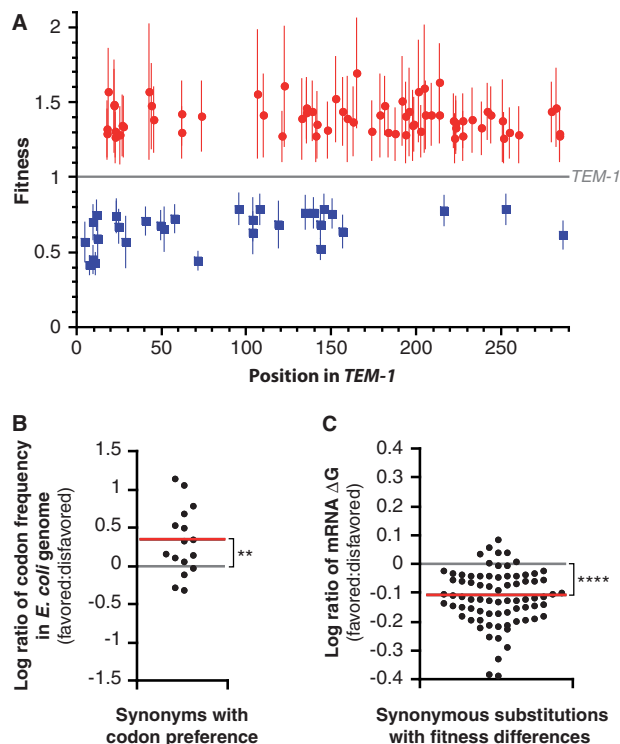 A
2
1.5
1
0.5
0
Fitness
TEM-1
0 50 100 150 200 250
Position in TEM-1
B
1.5
1
0.5
0
-0.5
-1
-1.5
Log ratio of codon frequency
in E. coli genome
(favored:disfavored)
**
Synonyms with
codon preference
C
0.4
0.3
0.2
0.1
0
-0.1
-0.2
-0.3
-0.4
Log ratio of mRNA ΔG
(favored:disfavored)
****
Synonymous substitutions
with fitness differences